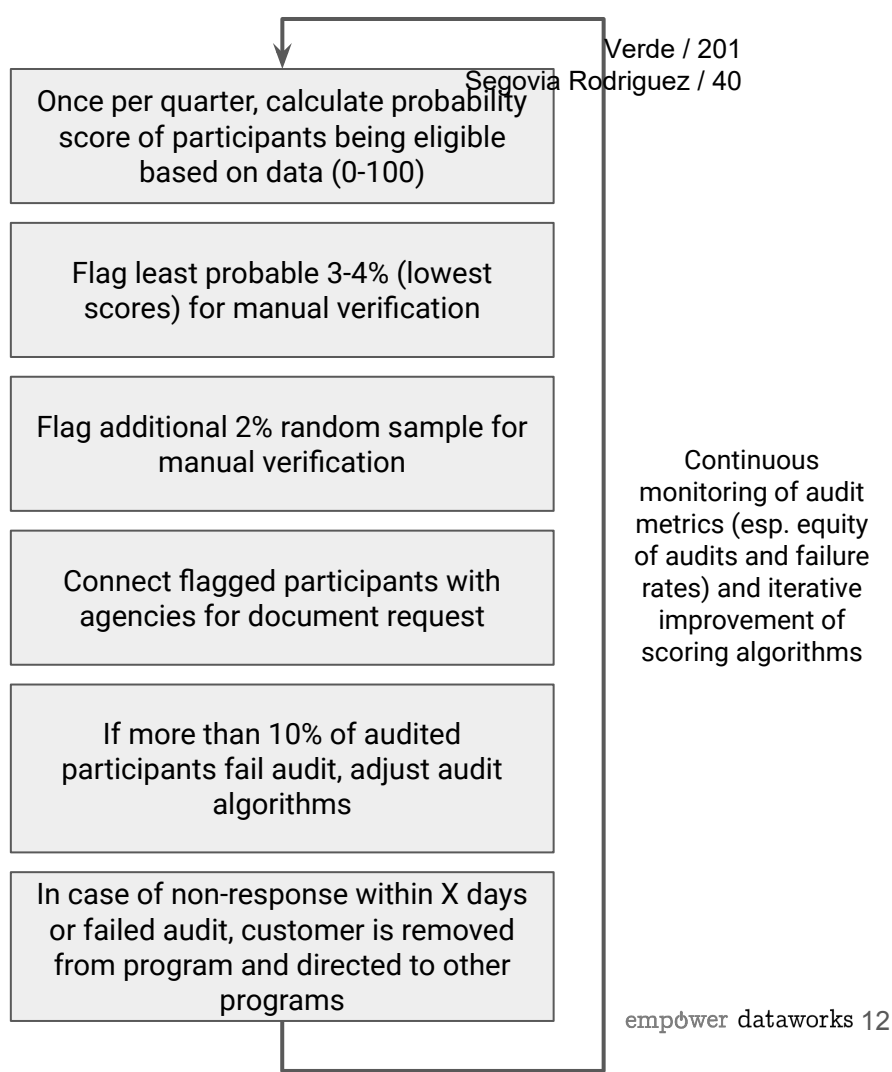 Verde / 201
Segovia Rodriguez / 40
Once per quarter, calculate probability
score of participants being eligible
based on data (0-100)
Flag least probable 3-4% (lowest
scores) for manual verification
Flag additional 2% random sample for
manual verification
Connect flagged participants with
agencies for document request
If more than 10% of audited
participants fail audit, adjust audit
algorithms
In case of non-response within X days
or failed audit, customer is removed
from program and directed to other
programs
Continuous
monitoring of audit
metrics (esp. equity
of audits and failure
rates) and iterative
improvement of
scoring algorithms
empower dataworks 12